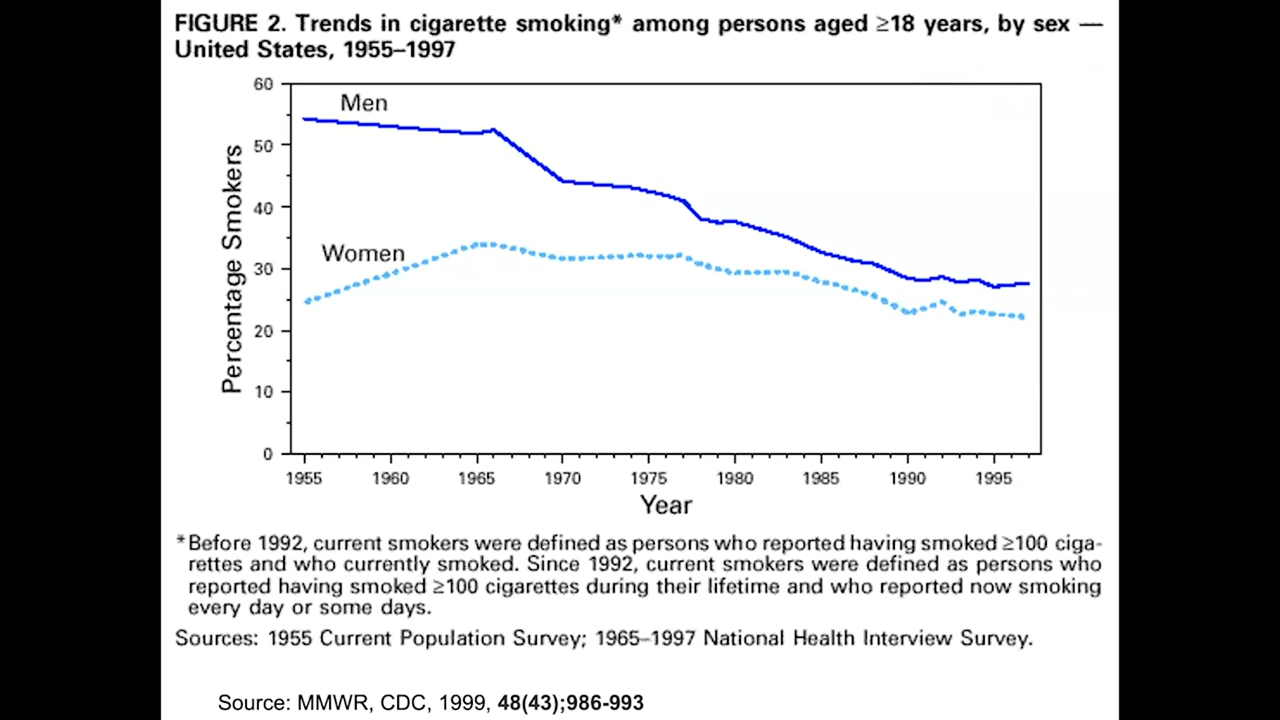 FIGURE 2. Trends in cigarette smoking* among persons aged ≥18 years, by sex —
United States, 1955–1997
60
Men
50
40
Women
30
20
10
0
Percentage Smokers
1955 1960 1965 1970 1975 1980 1985 1990 1995
Year
*Before 1992, current smokers were defined as persons who reported having smoked ≥100 ciga-
rettes and who currently smoked. Since 1992, current smokers were defined as persons who
reported having smoked ≥100 cigarettes during their lifetime and who reported now smoking
every day or some days.
Sources: 1955 Current Population Survey; 1965–1997 National Health Interview Survey.
Source: MMWR, CDC, 1999, 48(43);986-993